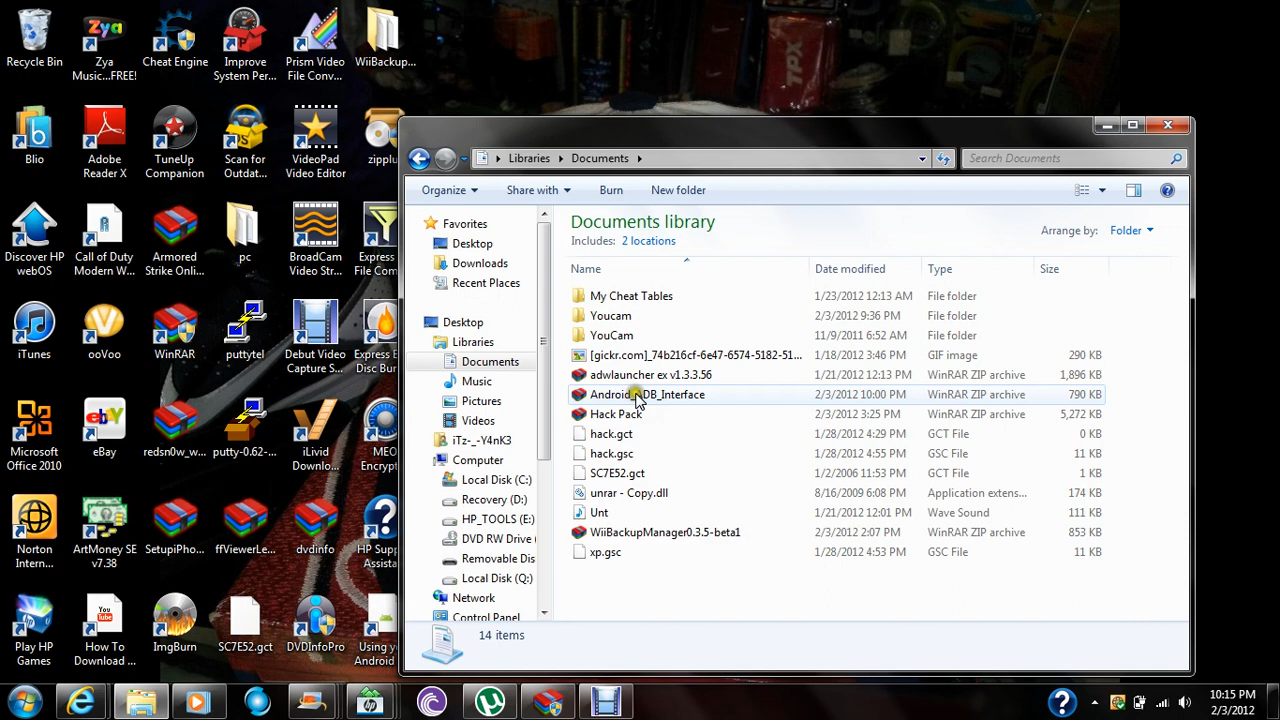 Recycle Bin
Zya
Music...FREE!
Cheat Engine
Improve
System Per...
Prism Video
File Conv...
WiiBackup...
Blio
Adobe
Reader X
TuneUp
Companion
Scan for
Outdat...
VideoPad
Video Editor
zipplu
Discover HP
webOS
Call of Duty
Modern W...
Armored
Strike Onli...
pc
BroadCam
Video Str...
Express
File Com
iTunes
ooVoo
WinRAR
puttytel
Debut Video
Capture S...
Express B
Disc Bur
Microsoft
Office 2010
eBay
redsn0w_w...
putty-0.62-...
iLivid
Downlo...
MEO
Encrypt
Norton
Intern...
ArtMoney SE
v7.38
SetupiPho...
ffViewerLe...
dvdinfo
HP Supp
Assista
Play HP
Games
How To
Download ...
ImgBurn
SC7E52.gct
DVDInfoPro
Using y
Android
TPX
Libraries
Documents
Search Documents
Organize
Share with
Burn
New folder
Favorites
Desktop
Downloads
Recent Places
Desktop
Libraries
Documents
Music
Pictures
Videos
iTz-_-Y4nK3
Computer
Local Disk (C:)
Recovery (D:)
HP_TOOLS (E:)
DVD RW Drive (
Removable Dis
Local Disk (Q:)
Network
Control Panel
Documents library
Includes: 2 locations
Arrange by: Folder
Name Date modified Type Size
My Cheat Tables 1/23/2012 12:13 AM File folder
Youcam 2/3/2012 9:36 PM File folder
YouCam 11/9/2011 6:52 AM File folder
[gickr.com]_74b216cf-6e47-6574-5182-51... 1/18/2012 3:46 PM GIF image 290 KB
adwlauncher ex v1.3.3.56 1/21/2012 12:13 PM WinRAR ZIP archive 1,896 KB
Android DB_Interface 2/3/2012 10:00 PM WinRAR ZIP archive 790 KB
Hack Pack 2/3/2012 3:25 PM WinRAR ZIP archive 5,272 KB
hack.gct 1/28/2012 4:29 PM GCT File 0 KB
hack.gsc 1/28/2012 4:55 PM GSC File 11 KB
SC7E52.gct 1/2/2006 11:53 PM GCT File 1 KB
unrar - Copy.dll 8/16/2009 6:08 PM Application extens... 174 KB
Unt 1/21/2012 12:01 PM Wave Sound 111 KB
WiiBackupManager0.3.5-beta1 2/3/2012 2:07 PM WinRAR ZIP archive 853 KB
xp.gsc 1/28/2012 4:53 PM GSC File 11 KB
14 items
10:15 PM
2/3/2012